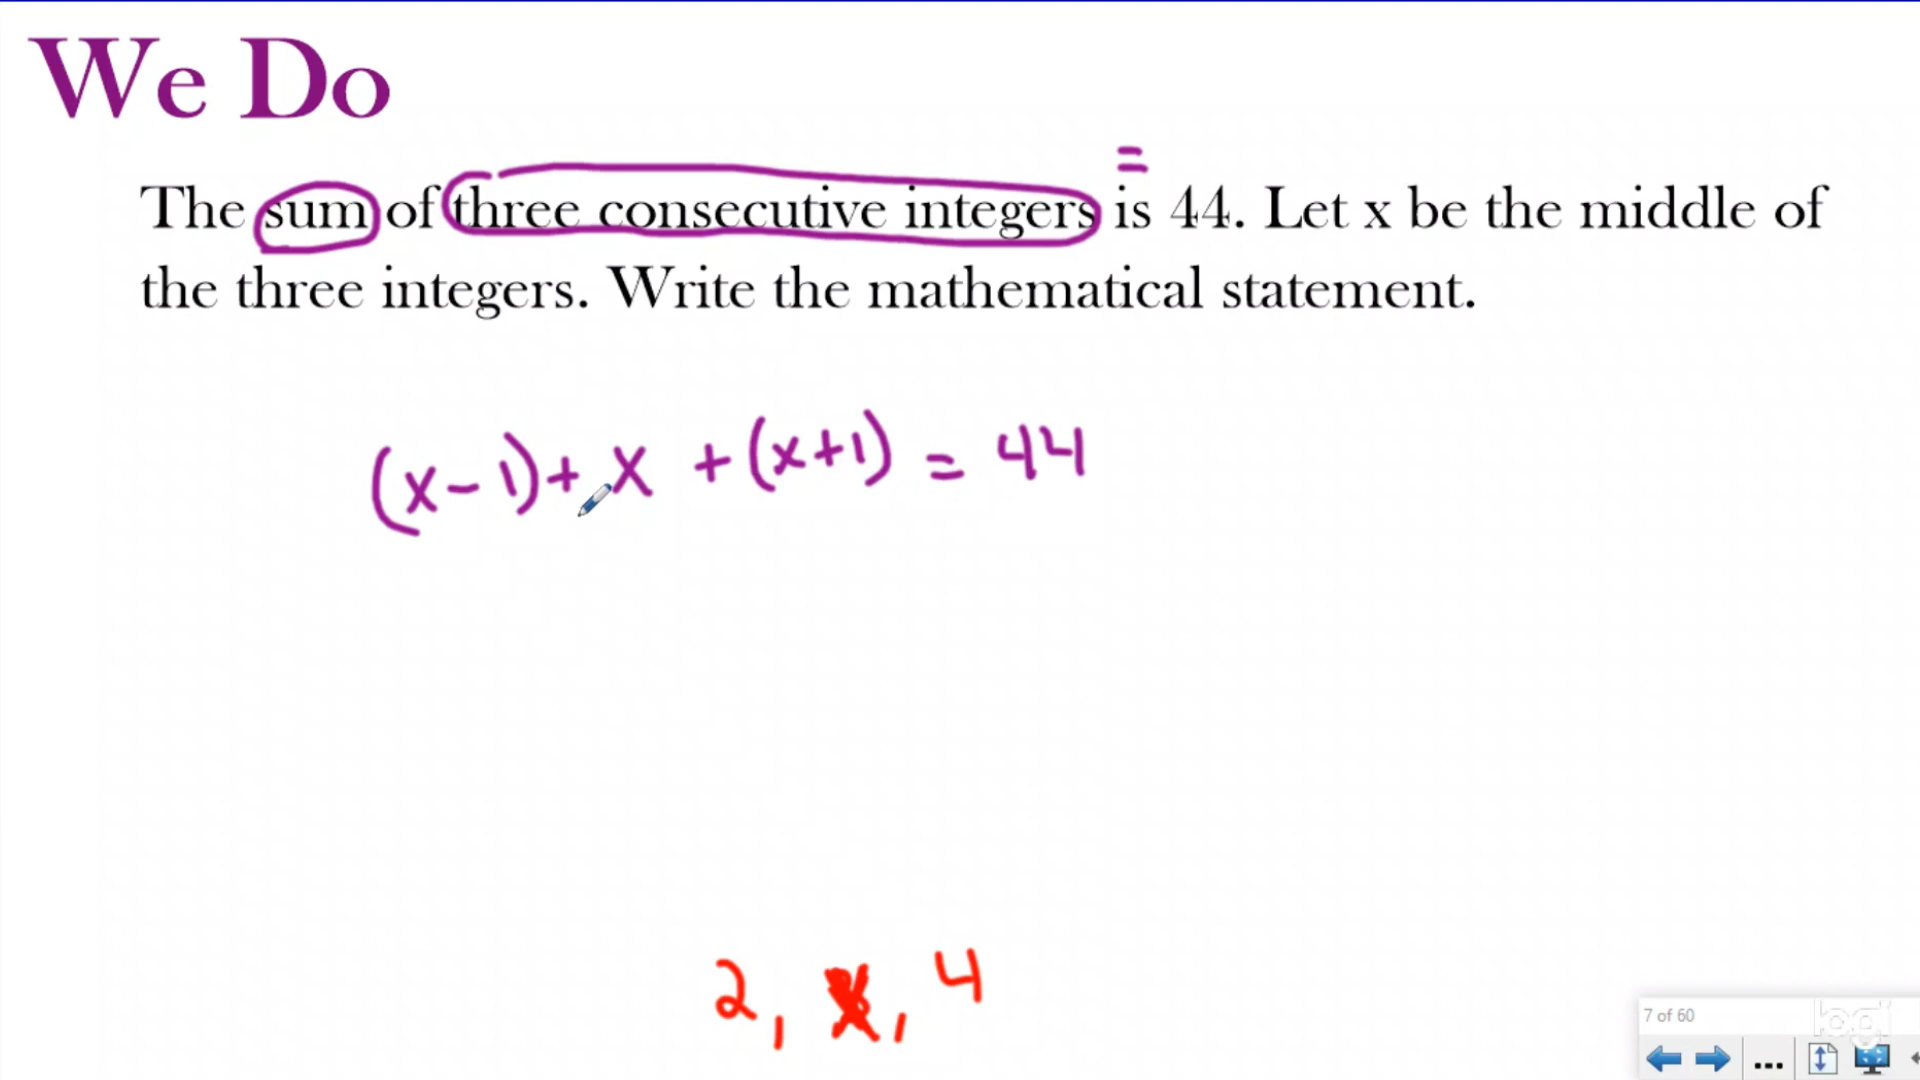 We Do
=
The sum of three consecutive integers is 44. Let x be the middle of
the three integers. Write the mathematical statement.
(x-1)+ x + (x+1) = 44
2, x, 4
7 of 60
logi
...